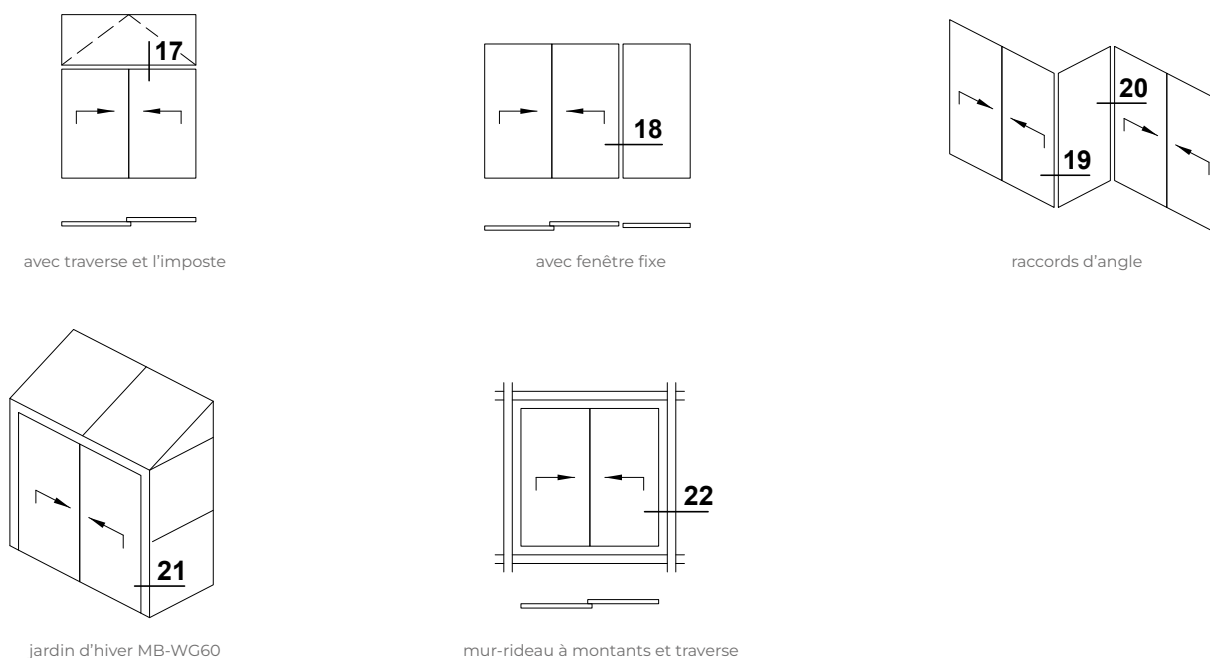 17
avec traverse et l'imposte
18
avec fenêtre fixe
20
19
raccords d'angle
21
jardin d'hiver MB-WG60
22
mur-rideau à montants et traverse